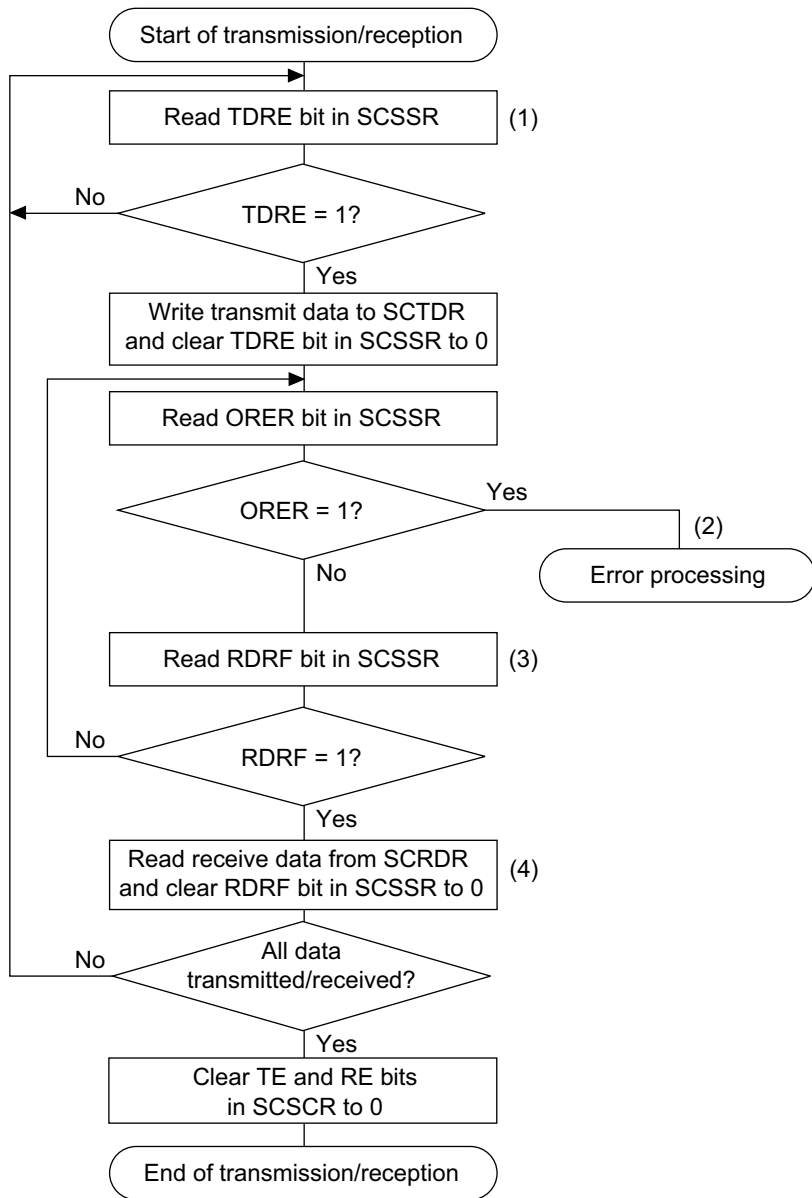 Start of transmission/reception
Read TDRE bit in SCSSR
(1)
No
TDRE = 1?
Yes
Write transmit data to SCTDR
and clear TDRE bit in SCSSR to 0
Read ORER bit in SCSSR
ORER = 1?
Yes
(2)
Error processing
No
Read RDRF bit in SCSSR
(3)
No
RDRF = 1?
Yes
Read receive data from SCRDR
and clear RDRF bit in SCSSR to 0
(4)
No
All data
transmitted/received?
Yes
Clear TE and RE bits
in SCSCR to 0
End of transmission/reception